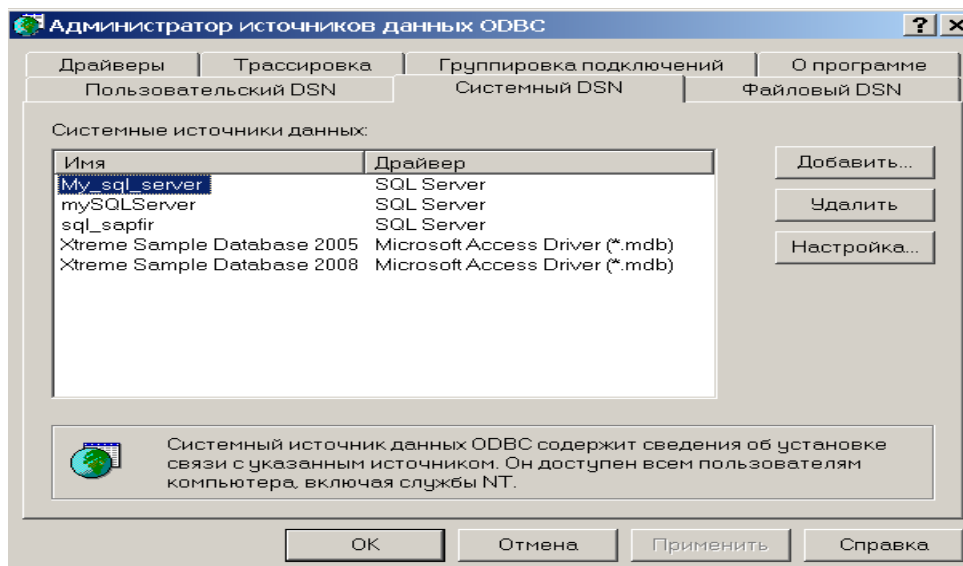 Администратор источников данных ODBC
Драйверы Трассировка Группировка подключений О программе
Пользовательский DSN Системный DSN Файловый DSN
Системные источники данных:
Имя Драйвер
My_sql_server SQL Server
mySQLServer SQL Server
sql_sapfir SQL Server
Xtreme Sample Database 2005 Microsoft Access Driver (*.mdb)
Xtreme Sample Database 2008 Microsoft Access Driver (*.mdb)
Добавить...
Удалить
Настройка...
Системный источник данных ODBC содержит сведения об установке
связи с указанным источником. Он доступен всем пользователям
компьютера, включая службы NT.
OK Отмена Применить Справка